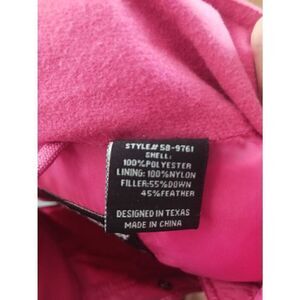 STYLE# 58-9761
SHELL:
100%POLYESTER
LINING: 100%NYLON
FILLER:55%DOWN
45%FEATHER
DESIGNED IN TEXAS
MADE IN CHINA